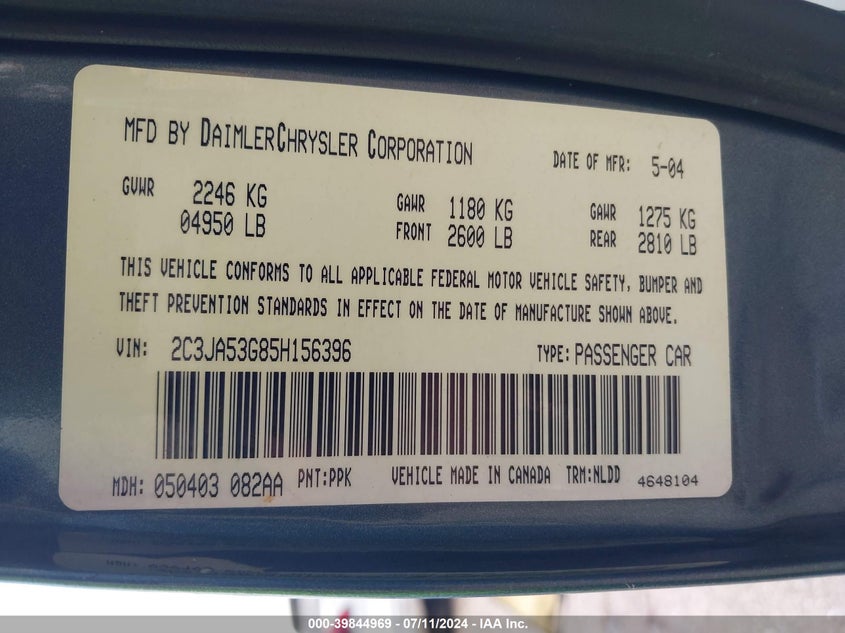 MFD BY DAIMLERCHRYSLER CORPORATION
DATE OF MFR: 5-04
GVWR 2246 KG
04950 LB
GAWR FRONT 1180 KG
2600 LB
GAWR REAR 1275 KG
2810 LB
THIS VEHICLE CONFORMS TO ALL APPLICABLE FEDERAL MOTOR VEHICLE SAFETY, BUMPER AND
THEFT PREVENTION STANDARDS IN EFFECT ON THE DATE OF MANUFACTURE SHOWN ABOVE.
VIN: 2C3JA53G85H156396
TYPE: PASSENGER CAR
MDH: 050403 082AA PNT:PPK VEHICLE MADE IN CANADA TRM:NLDD 4648104
000-39844969 - 07/11/2024 - IAA Inc.